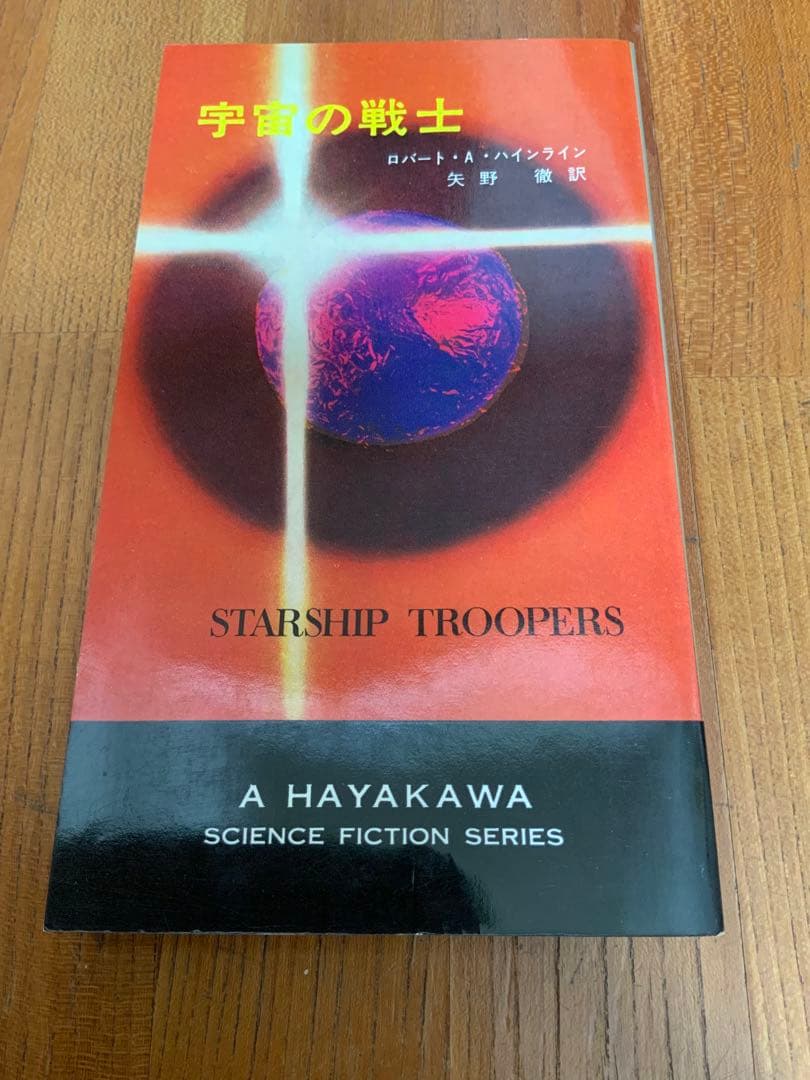 宇宙の戦士
ロバート・A・ハインライン
矢野 徹訳
STARSHIP TROOPERS
A HAYAKAWA
SCIENCE FICTION SERIES